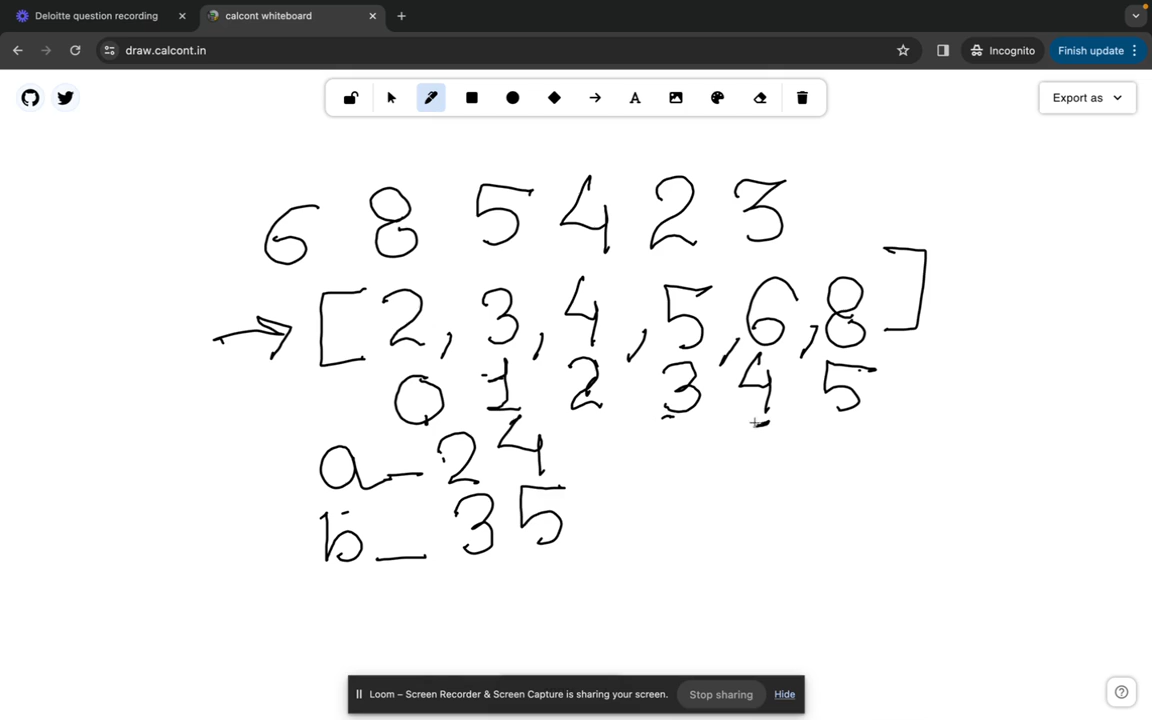 Deloitte question recording
calcont whiteboard
draw.calcont.in
Incognito
Finish update
A
Export as
6 8 5 4 2 3
→ [2, 3, 4, 5, 6, 8]
0 1 2 3 4 5
a - 2 4
b - 3 5
Loom – Screen Recorder & Screen Capture is sharing your screen.
Stop sharing
Hide